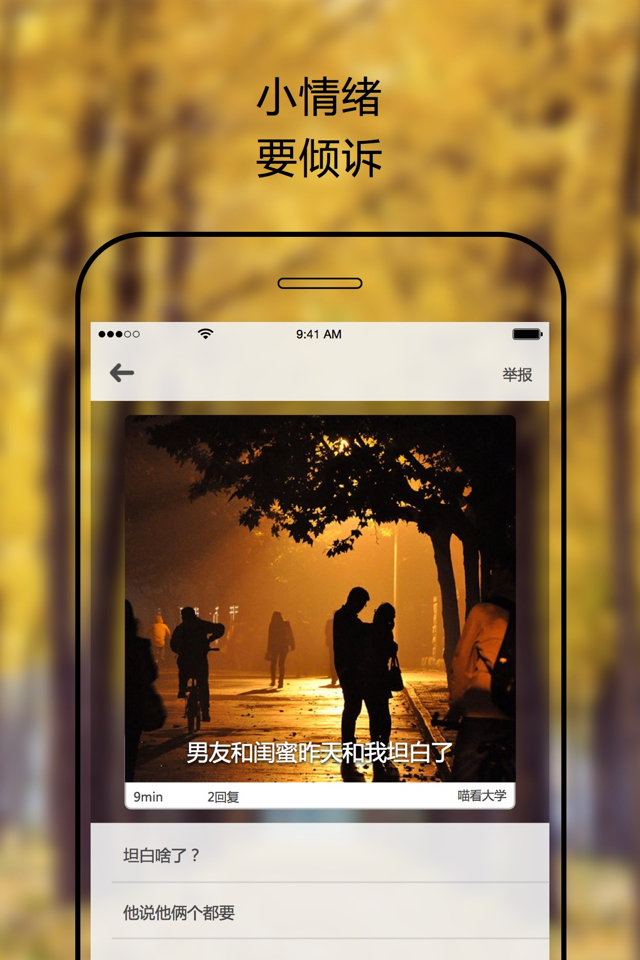 小情绪
要倾诉
9:41 AM
举报
男友和闺蜜昨天和我坦白了
9min 2回复 喵看大学
坦白啥了？
他说他俩个都要